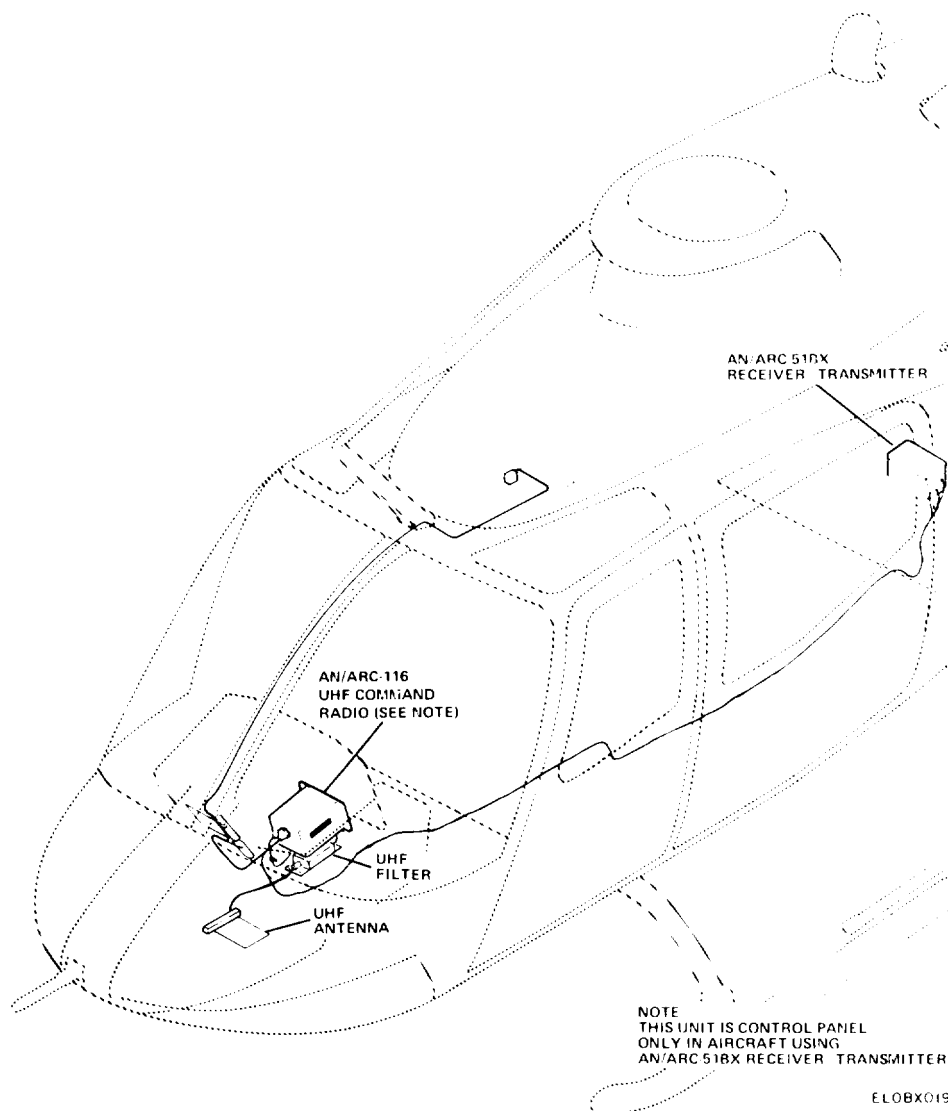 AN/ARC 51BX
RECEIVER TRANSMITTER
AN/ARC-116
UHF COMMAND
RADIO (SEE NOTE)
UHF
FILTER
UHF
ANTENNA
NOTE
THIS UNIT IS CONTROL PANEL
ONLY IN AIRCRAFT USING
AN/ARC 51BX RECEIVER TRANSMITTER
ELOBX019